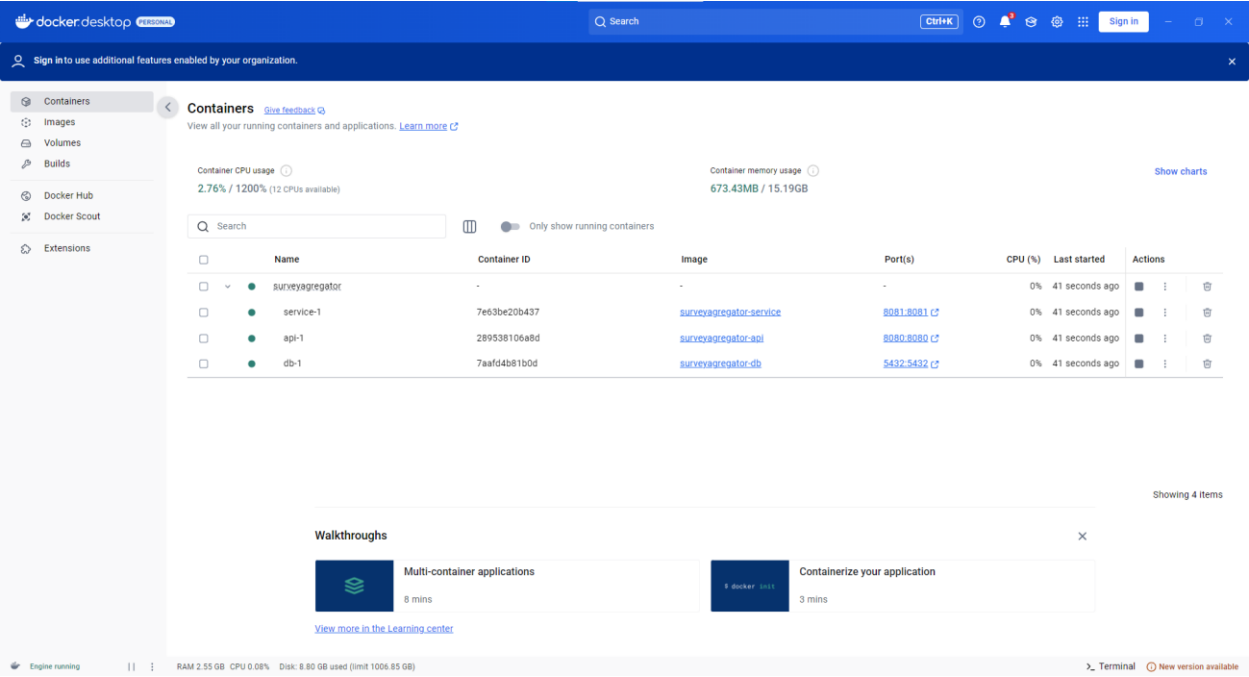 docker.desktop PERSONAL Search Ctrl+K 3 Sign in
Sign in to use additional features enabled by your organization.
Containers
Images
Volumes
Builds
Docker Hub
Docker Scout
Extensions
Containers Give feedback
View all your running containers and applications. Learn more
Container CPU usage
2.76% / 1200% (12 CPUs available)
Container memory usage
673.43MB / 15.19GB
Show charts
Search Only show running containers
Name Container ID Image Port(s) CPU (%) Last started Actions
surveyagregator - - - 0% 41 seconds ago
service-1 7e63be20b437 surveyagregator-service 8081:8081 0% 41 seconds ago
api-1 289538106a8d surveyagregator-api 8080:8080 0% 41 seconds ago
db-1 7aafd4b81b0d surveyagregator-db 5432:5432 0% 41 seconds ago
Showing 4 items
Walkthroughs
Multi-container applications
8 mins
$ docker init
Containerize your application
3 mins
View more in the Learning center
Engine running RAM 2.55 GB CPU 0.08% Disk: 8.80 GB used (limit 1006.85 GB) >_ Terminal New version available